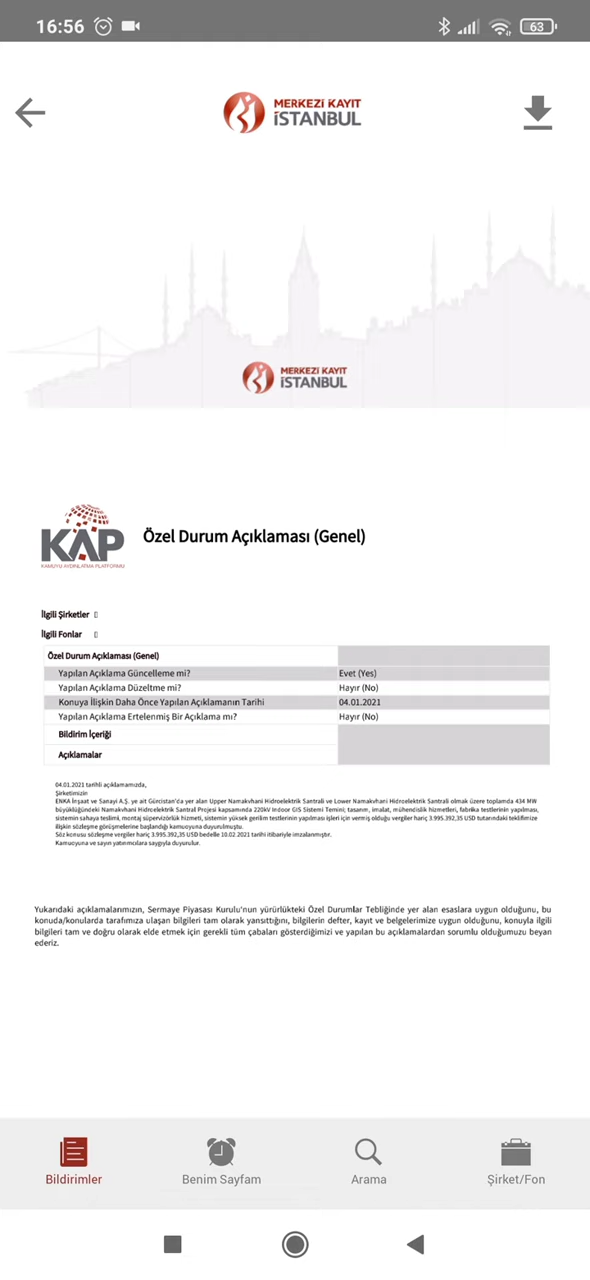 16:56
63
MERKEZİ KAYIT
İSTANBUL
MERKEZİ KAYIT
İSTANBUL
KAP
KAMUYU AYDINLATMA PLATFORMU
Özel Durum Açıklaması (Genel)
İlgili Şirketler []
İlgili Fonlar []
Özel Durum Açıklaması (Genel)
Yapılan Açıklama Güncelleme mi? Evet (Yes)
Yapılan Açıklama Düzeltme mi? Hayır (No)
Konuya İlişkin Daha Önce Yapılan Açıklamanın Tarihi 04.01.2021
Yapılan Açıklama Ertelenmiş Bir Açıklama mı? Hayır (No)
Bildirim İçeriği
Açıklamalar
04.01.2021 tarihli açıklamamızda,
Şirketimizin
ENKA İnşaat ve Sanayi A.Ş. ye ait Gürcistan'da yer alan Upper Namakvhani Hidroelektrik Santrali ve Lower Namakvhani Hidroelektrik Santrali olmak üzere toplamda 434 MW
büyüklüğündeki Namakvhani Hidroelektrik Santral Projesi kapsamında 220kV Indoor GIS Sistemi Temini; tasarım, imalat, mühendislik hizmetleri, fabrika testlerinin yapılması,
sistemin sahaya teslimi, montaj süpervizörlük hizmeti, sistemin yüksek gerilim testlerinin yapılması işleri için vermiş olduğu vergiler hariç 3.995.392,35 USD tutarındaki teklifimize
ilişkin sözleşme görüşmelerine başlandığı kamuoyuna duyurulmuştu.
Söz konusu sözleşme vergiler hariç 3.995.392,35 USD bedelle 10.02.2021 tarihi itibariyle imzalanmıştır.
Kamuoyuna ve sayın yatırımcılara saygıyla duyurulur.
Yukarıdaki açıklamalarımızın, Sermaye Piyasası Kurulu'nun yürürlükteki Özel Durumlar Tebliğinde yer alan esaslara uygun olduğunu, bu
konuda/konularda tarafımıza ulaşan bilgileri tam olarak yansıttığını, bilgilerin defter, kayıt ve belgelerimize uygun olduğunu, konuyla ilgili
bilgileri tam ve doğru olarak elde etmek için gerekli tüm çabaları gösterdiğimizi ve yapılan bu açıklamalardan sorumlu olduğumuzu beyan
ederiz.
Bildirimler
Benim Sayfam
Arama
Şirket/Fon